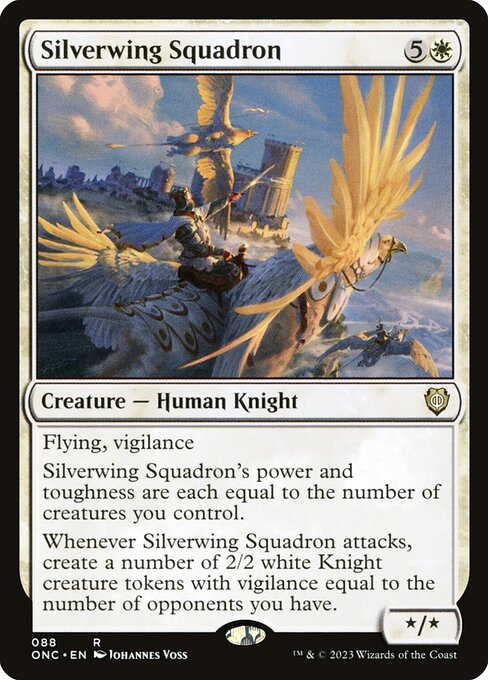 Silverwing Squadron 5
Creature — Human Knight
Flying, vigilance
Silverwing Squadron's power and
toughness are each equal to the number of
creatures you control.
Whenever Silverwing Squadron attacks,
create a number of 2/2 white Knight
creature tokens with vigilance equal to the
number of opponents you have.
★/★
088 R
ONC • EN Johannes Voss ™ & © 2023 Wizards of the Coast